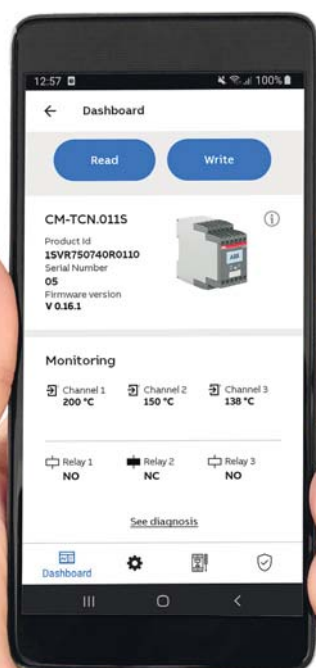 12:57 100%
Dashboard
Read Write
CM-TCN.011S
Product Id
1SVR750740R0110
Serial Number
05
Firmware version
V 0.16.1
ABB
Monitoring
Channel 1 Channel 2 Channel 3
200 °C 150 °C 138 °C
Relay 1 Relay 2 Relay 3
NO NC NO
See diagnosis
Dashboard